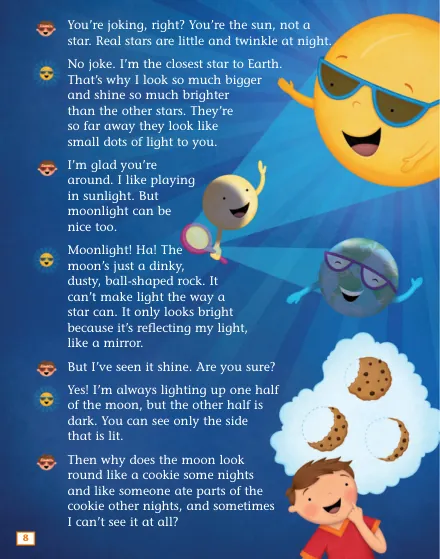 You're joking, right? You're the sun, not a
star. Real stars are little and twinkle at night.
No joke. I'm the closest star to Earth.
That's why I look so much bigger
and shine so much brighter
than the other stars. They're
so far away they look like
small dots of light to you.
I'm glad you're
around. I like playing
in sunlight. But
moonlight can be
nice too.
Moonlight! Ha! The
moon's just a dinky,
dusty, ball-shaped rock. It
can't make light the way a
star can. It only looks bright
because it's reflecting my light,
like a mirror.
But I've seen it shine. Are you sure?
Yes! I'm always lighting up one half
of the moon, but the other half is
dark. You can see only the side
that is lit.
Then why does the moon look
round like a cookie some nights
and like someone ate parts of the
cookie other nights, and sometimes
I can't see it at all?
8